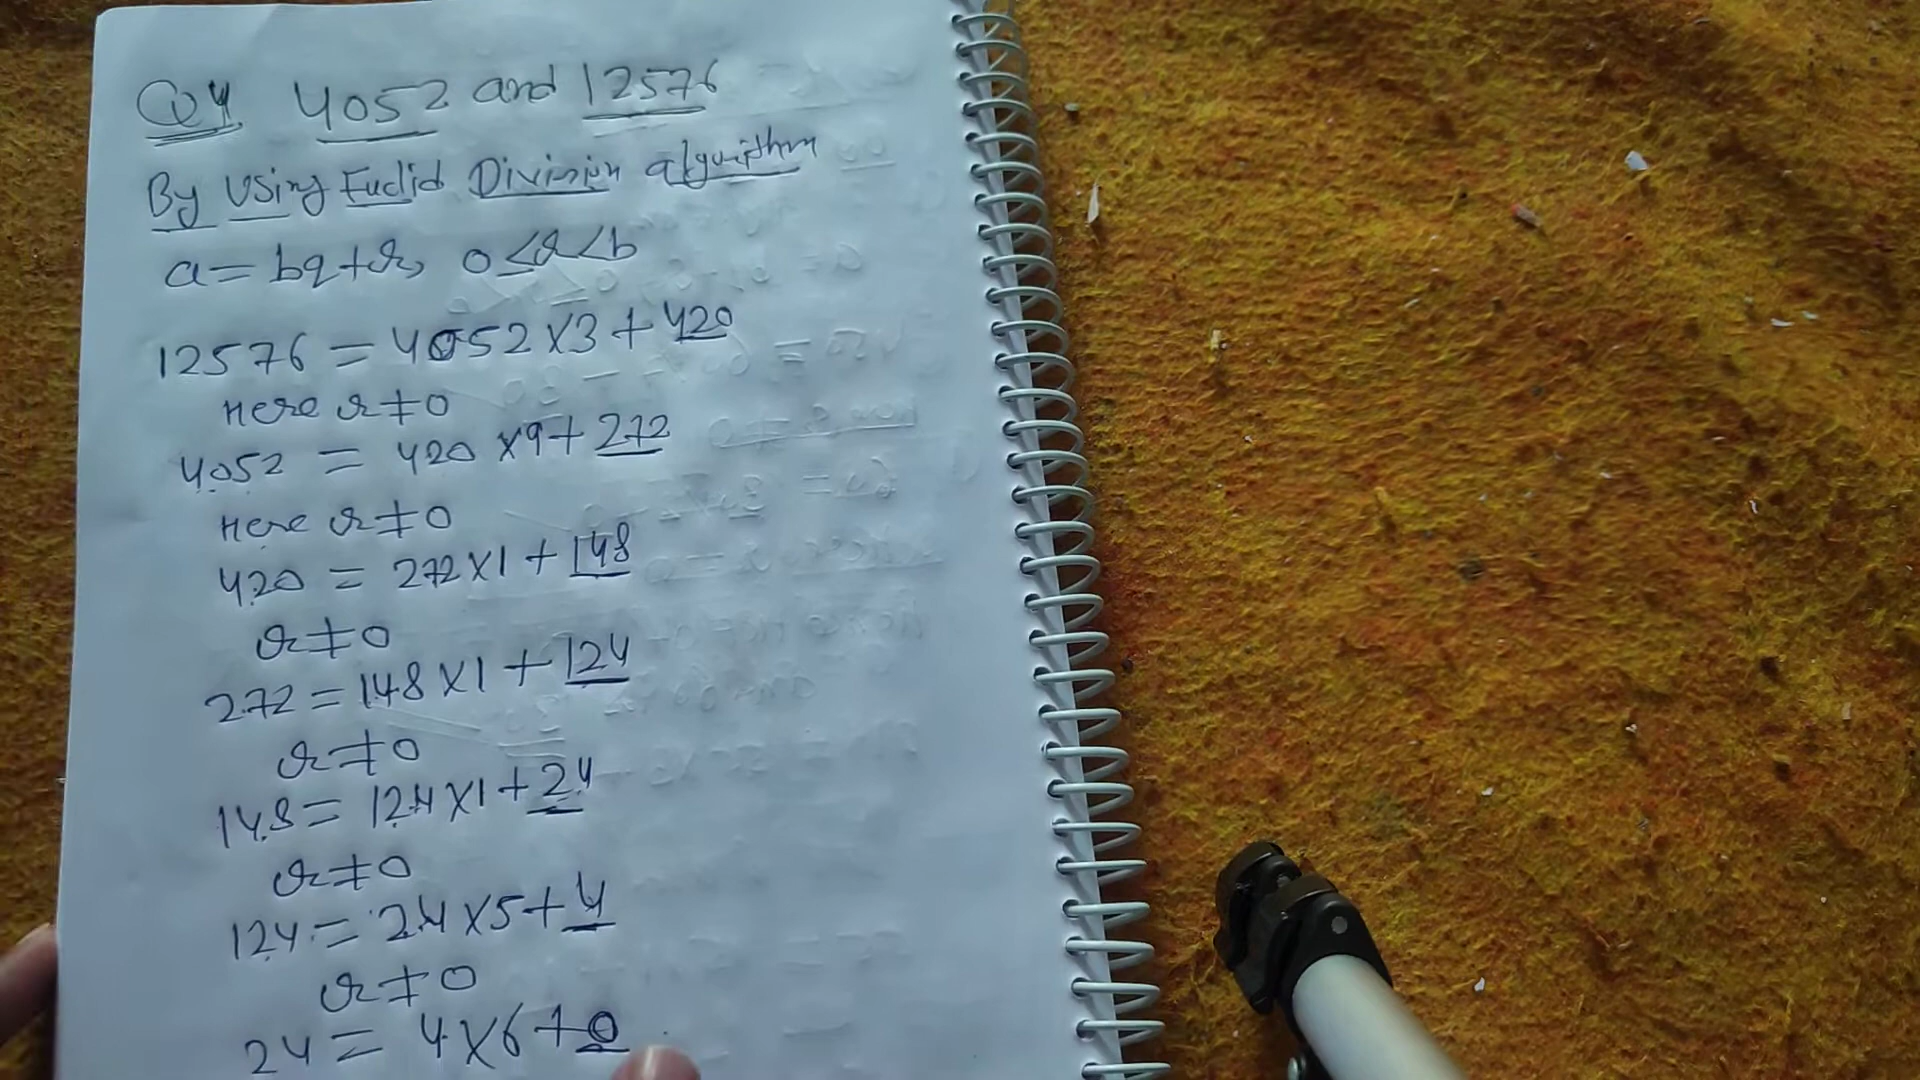 Q4 4052 and 12576
By Using Euclid Division algorithm
a = bq + r, 0 ≤ r < b
12576 = 4052 × 3 + 420
Here r ≠ 0
4052 = 420 × 9 + 272
Here r ≠ 0
420 = 272 × 1 + 148
r ≠ 0
272 = 148 × 1 + 124
r ≠ 0
148 = 124 × 1 + 24
r ≠ 0
124 = 24 × 5 + 4
r ≠ 0
24 = 4 × 6 + 0